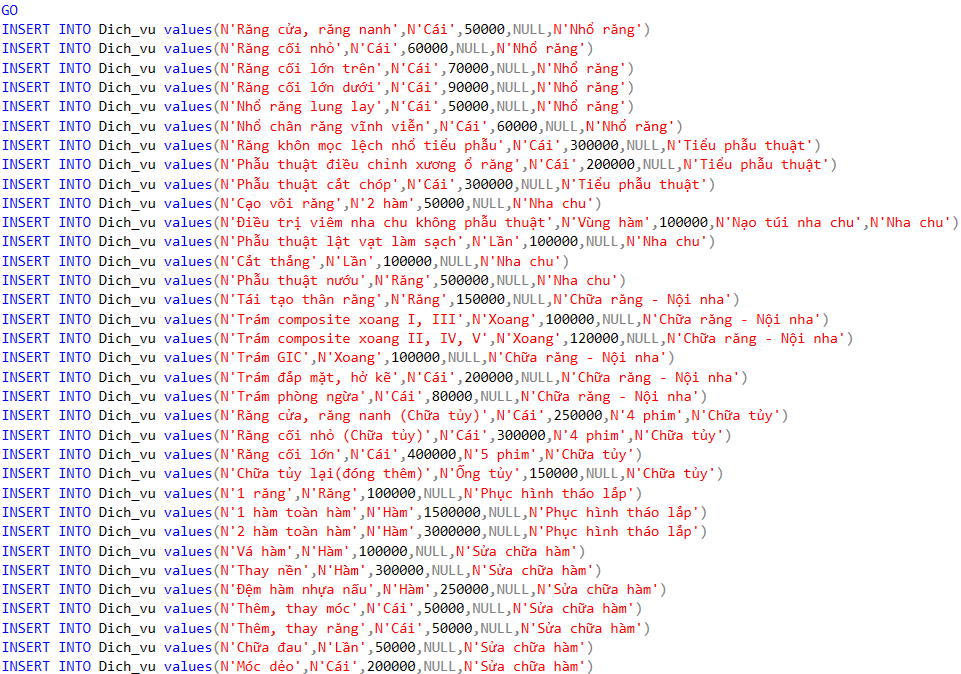 GO
INSERT INTO Dich_vu values(N'Răng cửa, răng nanh',N'Cái',50000,NULL,N'Nhổ răng')
INSERT INTO Dich_vu values(N'Răng cối nhỏ',N'Cái',60000,NULL,N'Nhổ răng')
INSERT INTO Dich_vu values(N'Răng cối lớn trên',N'Cái',70000,NULL,N'Nhổ răng')
INSERT INTO Dich_vu values(N'Răng cối lớn dưới',N'Cái',90000,NULL,N'Nhổ răng')
INSERT INTO Dich_vu values(N'Nhổ răng lung lay',N'Cái',50000,NULL,N'Nhổ răng')
INSERT INTO Dich_vu values(N'Nhổ chân răng vĩnh viễn',N'Cái',60000,NULL,N'Nhổ răng')
INSERT INTO Dich_vu values(N'Răng khôn mọc lệch nhổ tiểu phẫu',N'Cái',300000,NULL,N'Tiểu phẫu thuật')
INSERT INTO Dich_vu values(N'Phẫu thuật điều chỉnh xương ổ răng',N'Cái',200000,NULL,N'Tiểu phẫu thuật')
INSERT INTO Dich_vu values(N'Phẫu thuật cắt chóp',N'Cái',300000,NULL,N'Tiểu phẫu thuật')
INSERT INTO Dich_vu values(N'Cạo vôi răng',N'2 hàm',50000,NULL,N'Nha chu')
INSERT INTO Dich_vu values(N'Điều trị viêm nha chu không phẫu thuật',N'Vùng hàm',100000,N'Nạo túi nha chu',N'Nha chu')
INSERT INTO Dich_vu values(N'Phẫu thuật lật vạt làm sạch',N'Lần',100000,NULL,N'Nha chu')
INSERT INTO Dich_vu values(N'Cắt thắng',N'Lần',100000,NULL,N'Nha chu')
INSERT INTO Dich_vu values(N'Phẫu thuật nướu',N'Răng',500000,NULL,N'Nha chu')
INSERT INTO Dich_vu values(N'Tái tạo thân răng',N'Răng',150000,NULL,N'Chữa răng - Nội nha')
INSERT INTO Dich_vu values(N'Trám composite xoang I, III',N'Xoang',100000,NULL,N'Chữa răng - Nội nha')
INSERT INTO Dich_vu values(N'Trám composite xoang II, IV, V',N'Xoang',120000,NULL,N'Chữa răng - Nội nha')
INSERT INTO Dich_vu values(N'Trám GIC',N'Xoang',100000,NULL,N'Chữa răng - Nội nha')
INSERT INTO Dich_vu values(N'Trám đắp mặt, hở kẽ',N'Cái',200000,NULL,N'Chữa răng - Nội nha')
INSERT INTO Dich_vu values(N'Trám phòng ngừa',N'Cái',80000,NULL,N'Chữa răng - Nội nha')
INSERT INTO Dich_vu values(N'Răng cửa, răng nanh (Chữa tủy)',N'Cái',250000,N'4 phim',N'Chữa tủy')
INSERT INTO Dich_vu values(N'Răng cối nhỏ (Chữa tủy)',N'Cái',300000,N'4 phim',N'Chữa tủy')
INSERT INTO Dich_vu values(N'Răng cối lớn',N'Cái',400000,N'5 phim',N'Chữa tủy')
INSERT INTO Dich_vu values(N'Chữa tủy lại(đóng thêm)',N'Ống tủy',150000,NULL,N'Chữa tủy')
INSERT INTO Dich_vu values(N'1 răng',N'Răng',100000,NULL,N'Phục hình tháo lắp')
INSERT INTO Dich_vu values(N'1 hàm toàn hàm',N'Hàm',1500000,NULL,N'Phục hình tháo lắp')
INSERT INTO Dich_vu values(N'2 hàm toàn hàm',N'Hàm',3000000,NULL,N'Phục hình tháo lắp')
INSERT INTO Dich_vu values(N'Vá hàm',N'Hàm',100000,NULL,N'Sửa chữa hàm')
INSERT INTO Dich_vu values(N'Thay nền',N'Hàm',300000,NULL,N'Sửa chữa hàm')
INSERT INTO Dich_vu values(N'Đệm hàm nhựa nấu',N'Hàm',250000,NULL,N'Sửa chữa hàm')
INSERT INTO Dich_vu values(N'Thêm, thay móc',N'Cái',50000,NULL,N'Sửa chữa hàm')
INSERT INTO Dich_vu values(N'Thêm, thay răng',N'Cái',50000,NULL,N'Sửa chữa hàm')
INSERT INTO Dich_vu values(N'Chữa đau',N'Lần',50000,NULL,N'Sửa chữa hàm')
INSERT INTO Dich_vu values(N'Móc dẻo',N'Cái',200000,NULL,N'Sửa chữa hàm')